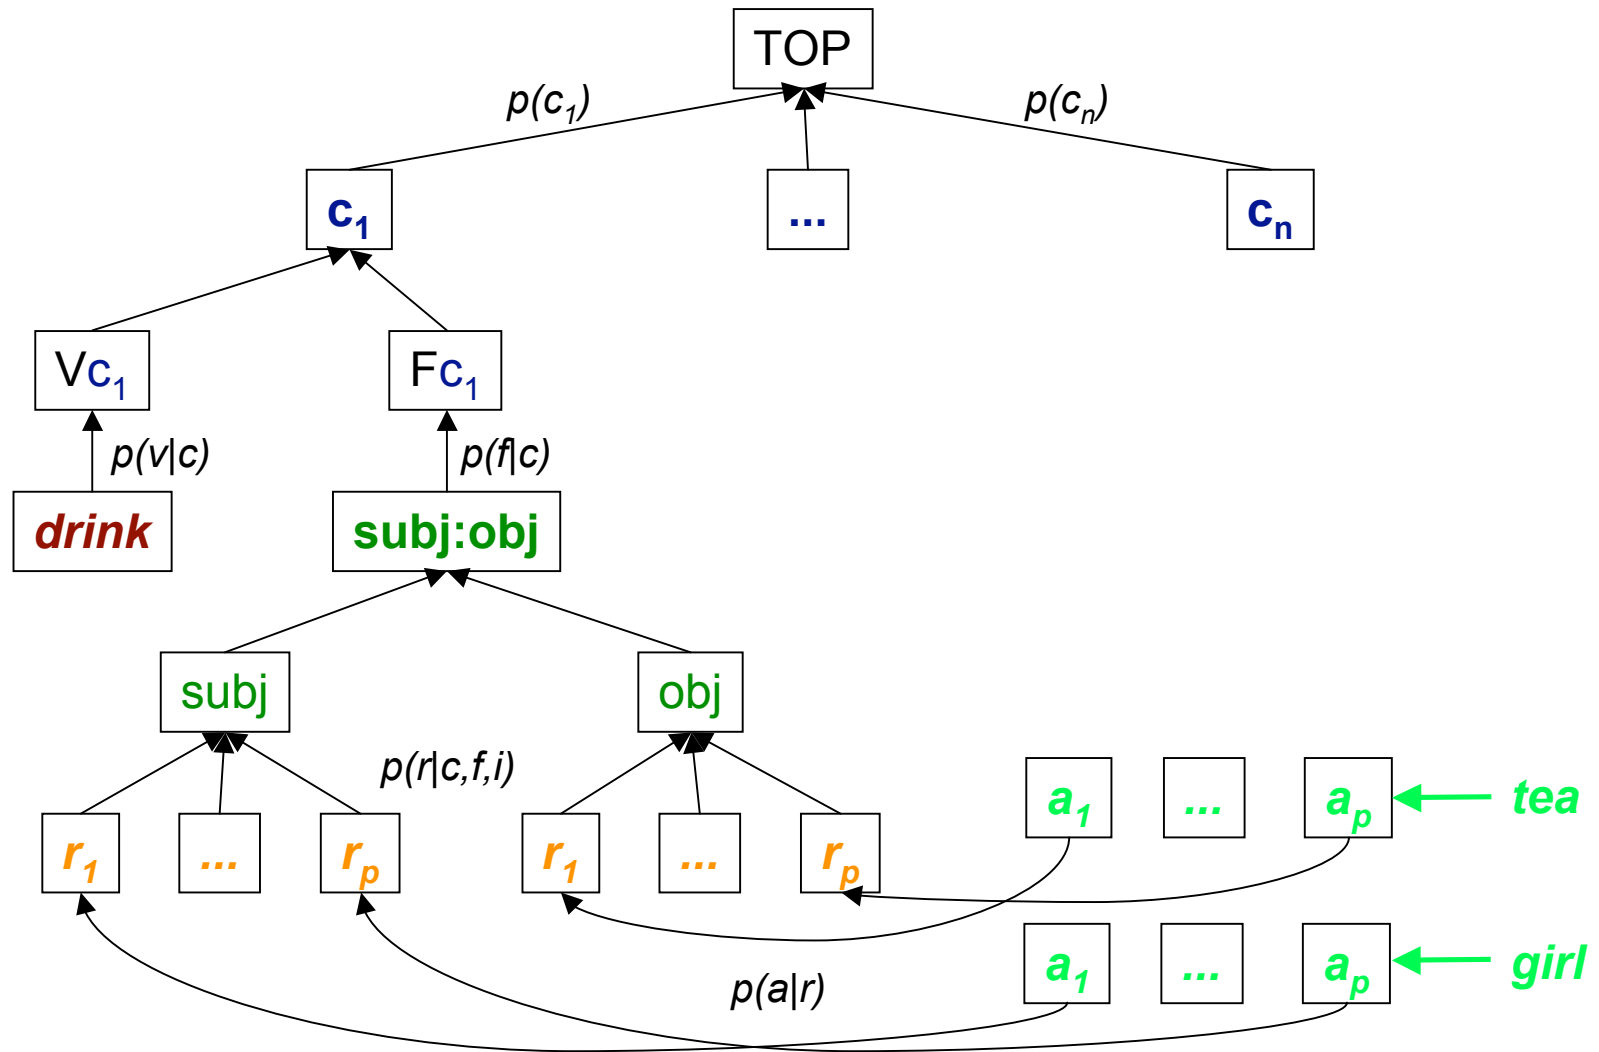 TOP
p(c1) p(cn)
c1 ... cn
Vc1 Fc1
p(v|c) p(f|c)
drink subj:obj
subj obj
p(r|c,f,i)
a1 ... ap tea
r1 ... rp r1 ... rp
a1 ... ap girl
p(a|r)